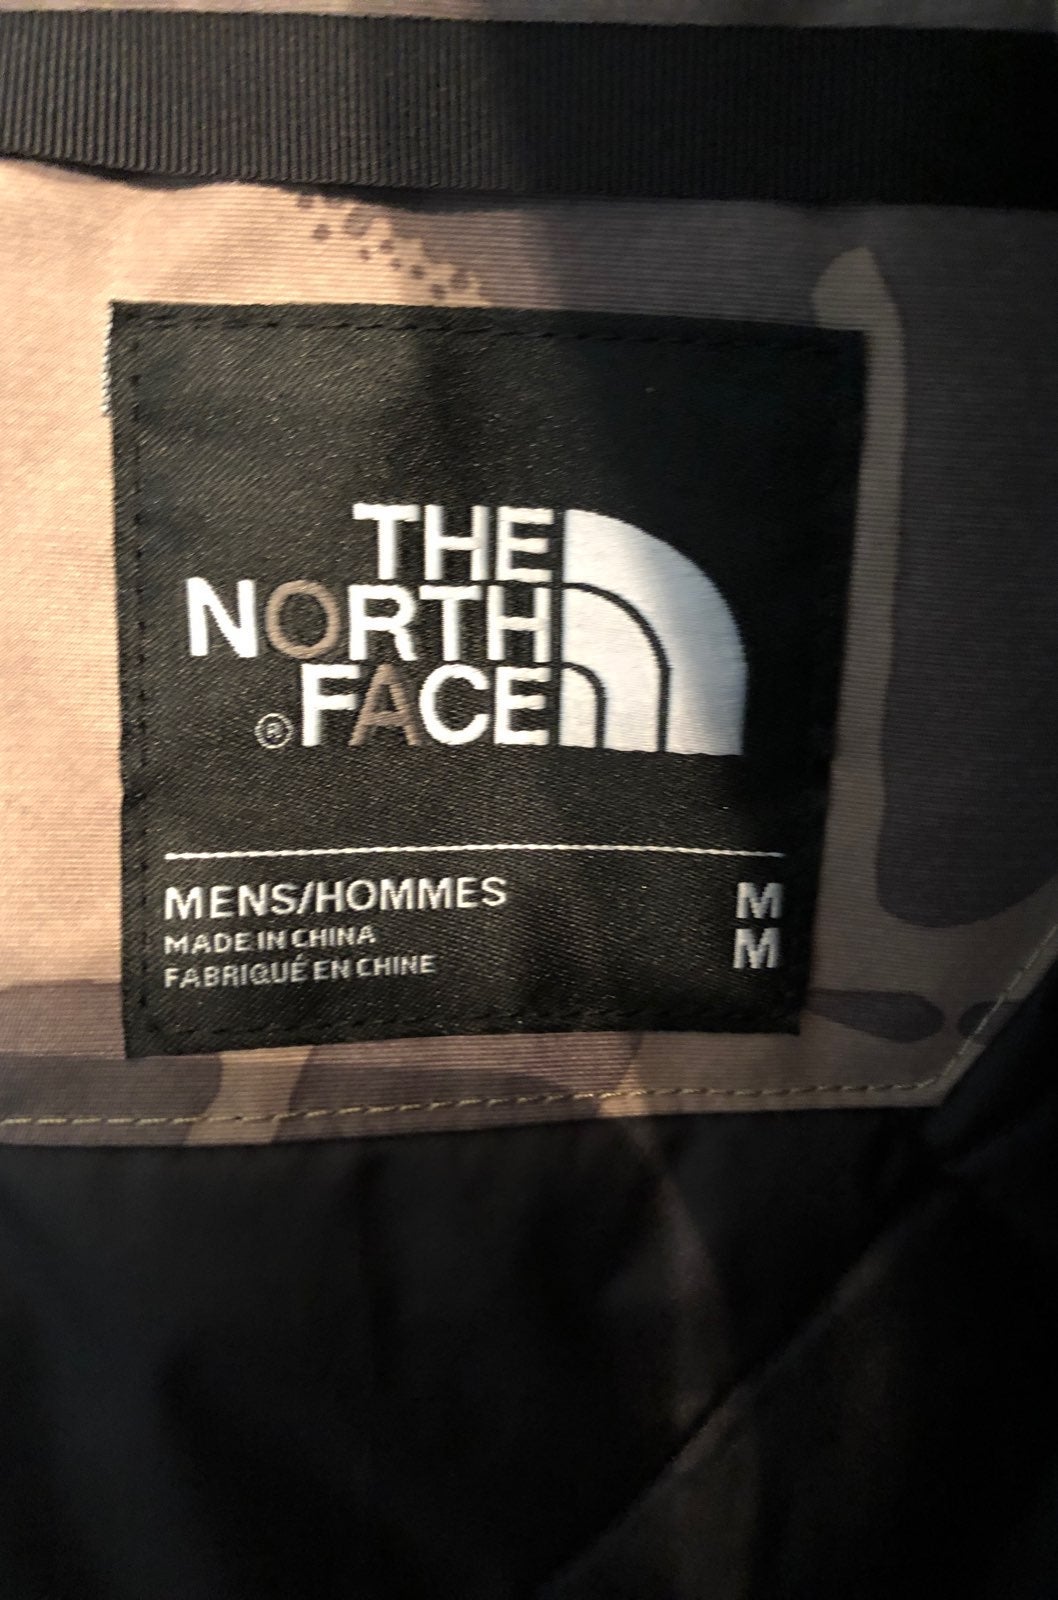 THE
NORTH
® FACE
MENS/HOMMES M
MADE IN CHINA M
FABRIQUÉ EN CHINE